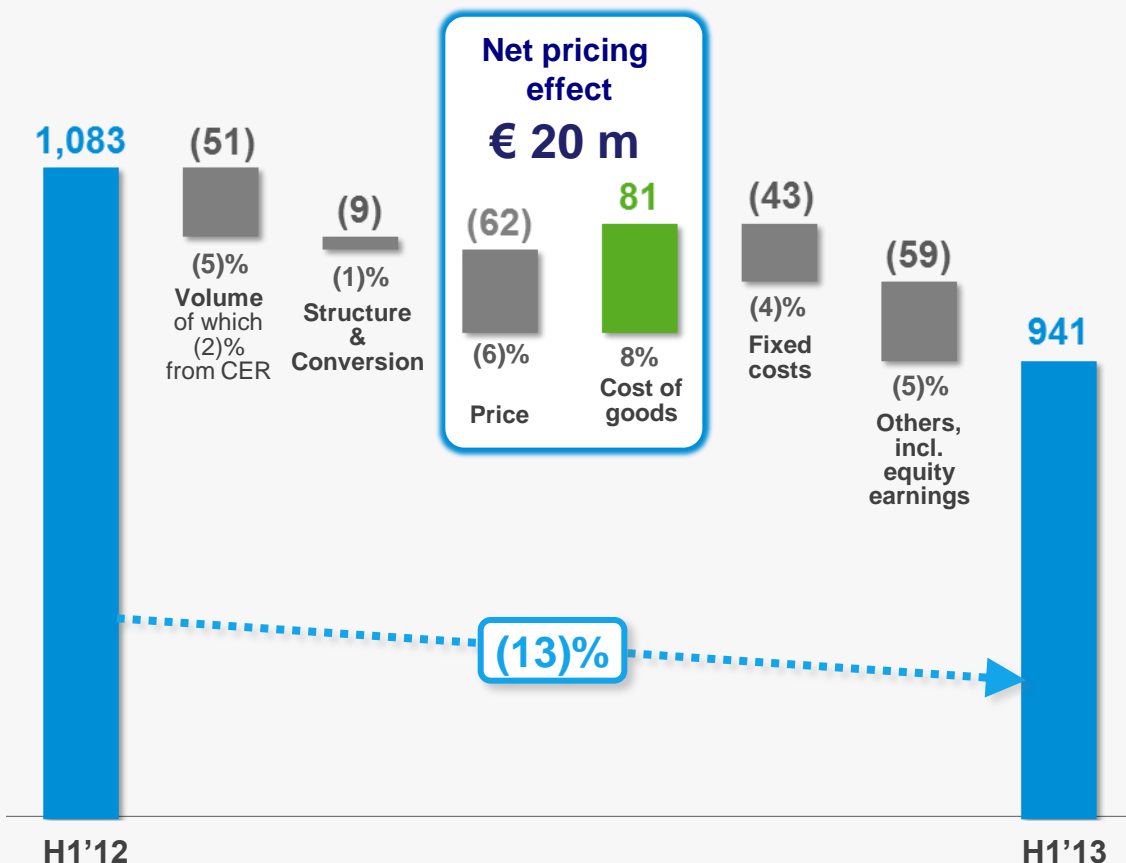 Net pricing
effect
€ 20 m
1,083
(51)
(5)%
Volume
of which
(2)%
from CER
(9)
(1)%
Structure
&
Conversion
(62)
(6)%
Price
81
8%
Cost of
goods
(43)
(4)%
Fixed
costs
(59)
(5)%
Others,
incl.
equity
earnings
941
(13)%
H1’12
H1’13